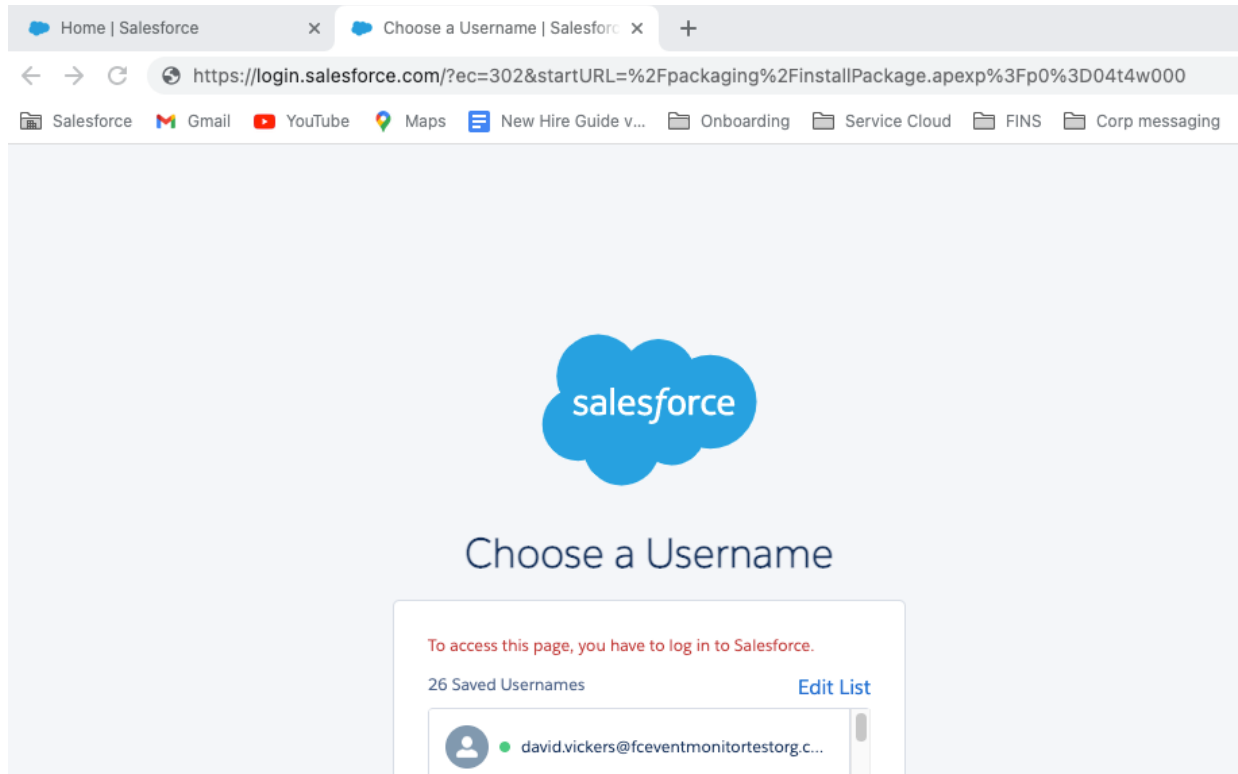 Home | Salesforce
Choose a Username | Salesforc
https://login.salesforce.com/?ec=302&startURL=%2Fpackaging%2FinstallPackage.apexp%3Fp0%3D04t4w000
Salesforce Gmail YouTube Maps New Hire Guide v... Onboarding Service Cloud FINS Corp messaging
salesforce
Choose a Username
To access this page, you have to log in to Salesforce.
26 Saved Usernames Edit List
david.vickers@fceventmonitortestorg.c...